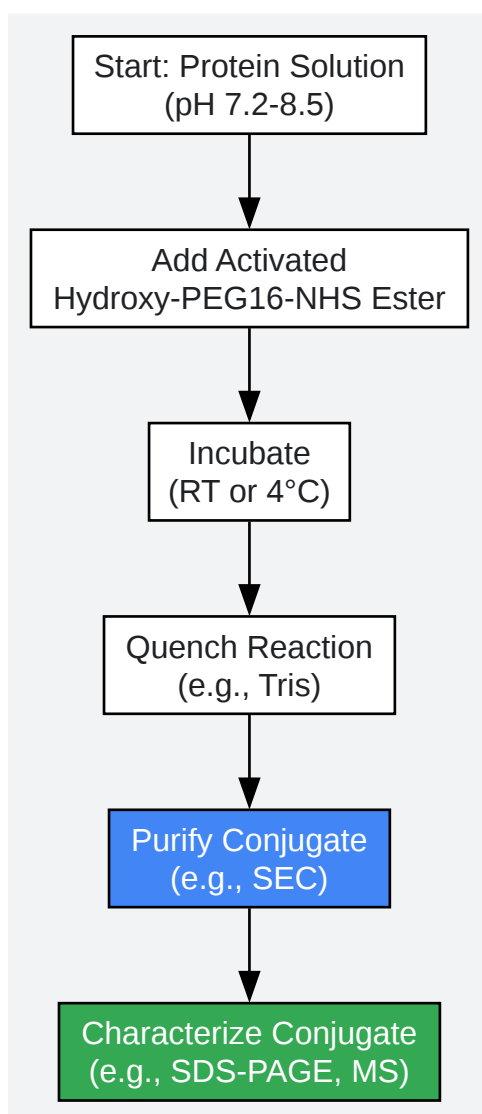 Start: Protein Solution
(pH 7.2-8.5)
Add Activated
Hydroxy-PEG16-NHS Ester
Incubate
(RT or 4°C)
Quench Reaction
(e.g., Tris)
Purify Conjugate
(e.g., SEC)
Characterize Conjugate
(e.g., SDS-PAGE, MS)